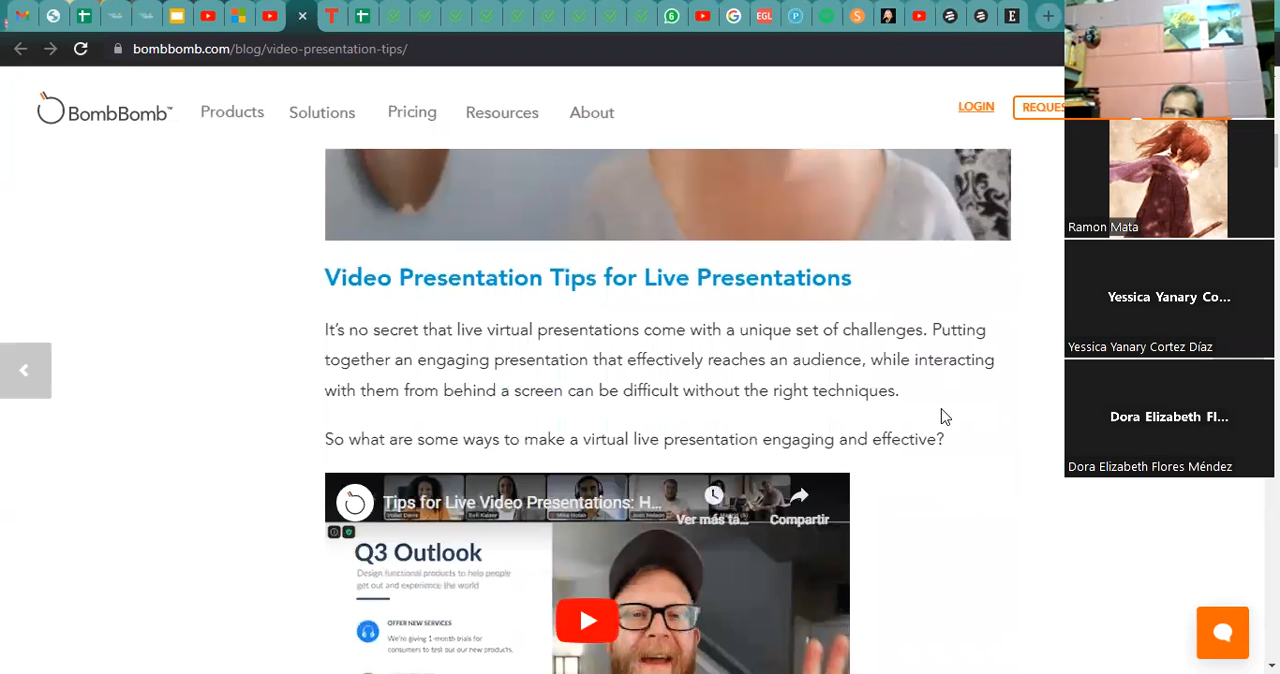 6
EGL
bombbomb.com/blog/video-presentation-tips/
BombBomb™
Products
Solutions
Pricing
Resources
About
LOGIN
REQUES
Video Presentation Tips for Live Presentations
It's no secret that live virtual presentations come with a unique set of challenges. Putting
together an engaging presentation that effectively reaches an audience, while interacting
with them from behind a screen can be difficult without the right techniques.
So what are some ways to make a virtual live presentation engaging and effective?
Tips for Live Video Presentations: H...
Ver más ta...
Compartir
Q3 Outlook
Design functional products to help people
get out and experience the world
OFFER NEW SERVICES
We're giving 1-month trials for
consumers to test out our new products.
Ramon Mata
Yessica Yanary Co...
Yessica Yanary Cortez Díaz
Dora Elizabeth Fl...
Dora Elizabeth Flores Méndez